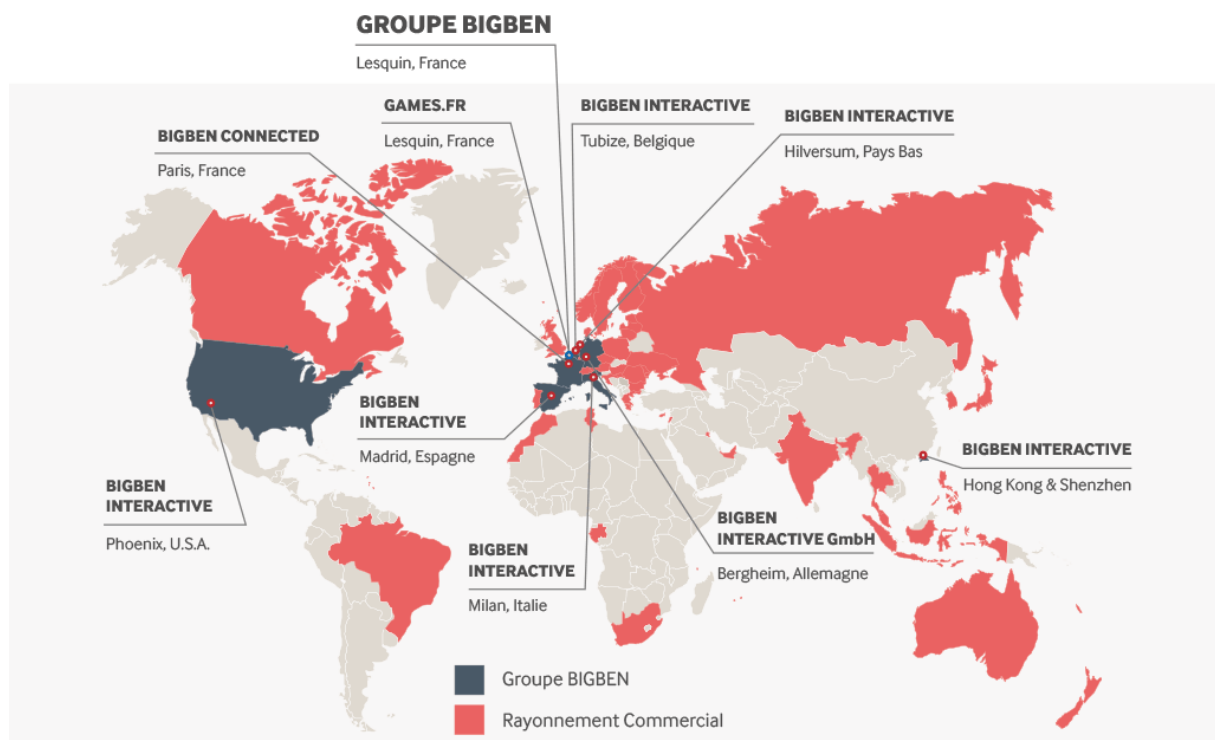 GROUPE BIGBEN
Lesquin, France
GAMES.FR
Lesquin, France
BIGBEN INTERACTIVE
Tubize, Belgique
BIGBEN INTERACTIVE
Hilversum, Pays Bas
BIGBEN CONNECTED
Paris, France
BIGBEN
INTERACTIVE
Madrid, Espagne
BIGBEN INTERACTIVE
Hong Kong & Shenzhen
BIGBEN
INTERACTIVE
Phoenix, U.S.A.
BIGBEN
INTERACTIVE GmbH
Bergheim, Allemagne
BIGBEN
INTERACTIVE
Milan, Italie
Groupe BIGBEN
Rayonnement Commercial